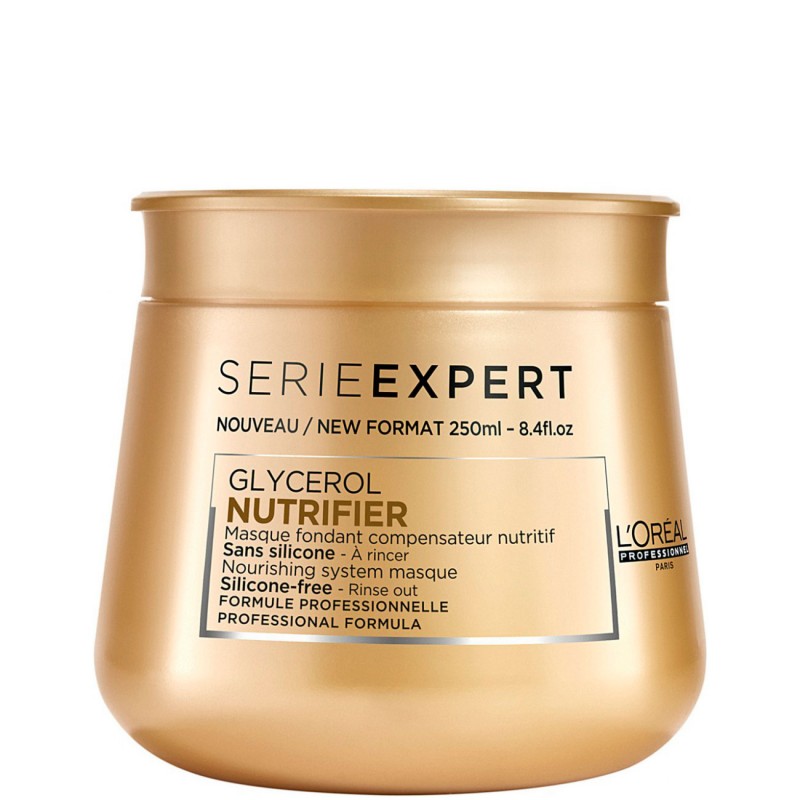 SERIEEXPERT
NOUVEAU / NEW FORMAT 250ml - 8.4fl.oz
GLYCEROL
NUTRIFIER
Masque fondant compensateur nutritif
Sans silicone - À rincer
Nourishing system masque
Silicone-free - Rinse out
FORMULE PROFESSIONNELLE
PROFESSIONAL FORMULA
L'ORÉAL
PROFESSIONNEL
PARIS